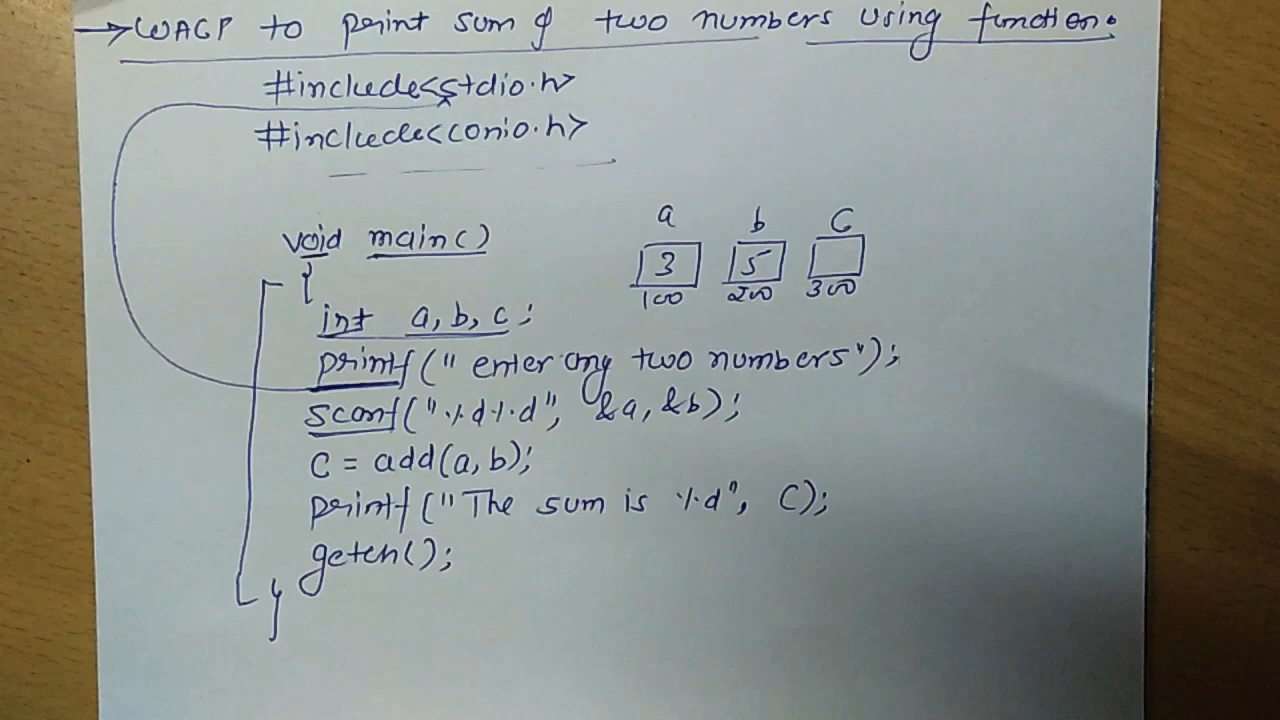 → WACP to print sum of two numbers using function.
#include<stdio.h>
#include<conio.h>
void main()
{
int a, b, c;
printf(" enter any two numbers");
scanf("%d%d", &a, &b);
c = add(a, b);
printf("The sum is %d", c);
getch();
}
a b c
3 5
100 200 300